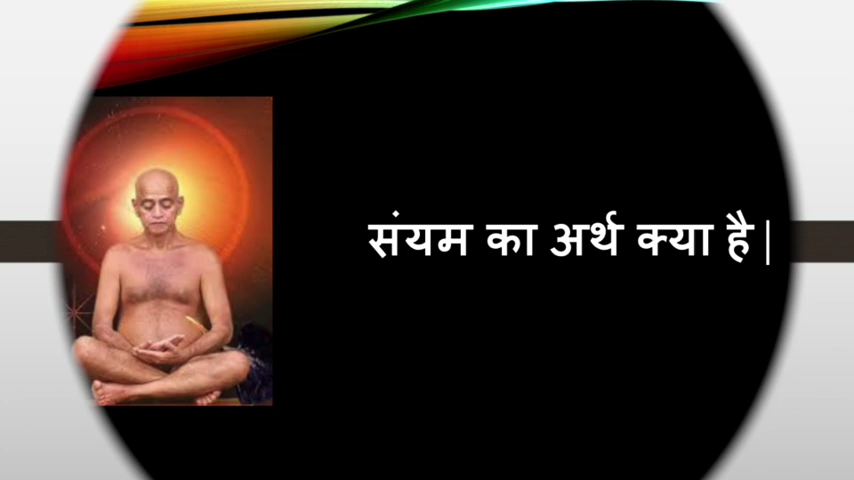 संयम का अर्थ क्या है |